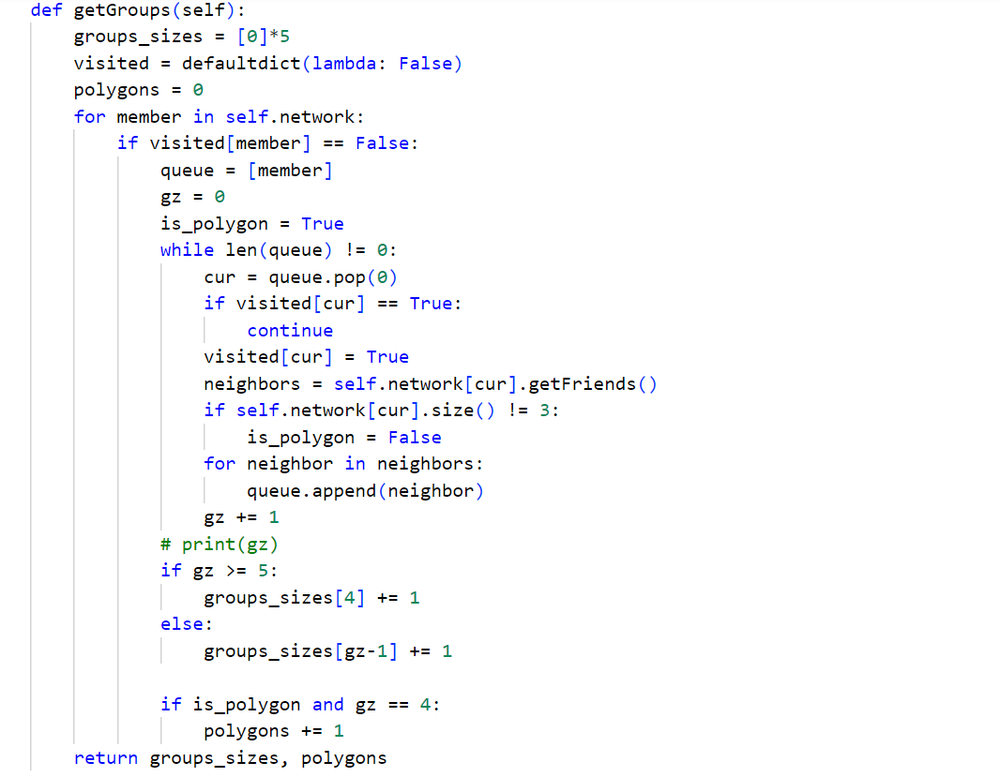 def getGroups(self):
    groups_sizes = [0]*5
    visited = defaultdict(lambda: False)
    polygons = 0
    for member in self.network:
        if visited[member] == False:
            queue = [member]
            gz = 0
            is_polygon = True
            while len(queue) != 0:
                cur = queue.pop(0)
                if visited[cur] == True:
                    continue
                visited[cur] = True
                neighbors = self.network[cur].getFriends()
                if self.network[cur].size() != 3:
                    is_polygon = False
                for neighbor in neighbors:
                    queue.append(neighbor)
                gz += 1
            # print(gz)
            if gz >= 5:
                groups_sizes[4] += 1
            else:
                groups_sizes[gz-1] += 1

            if is_polygon and gz == 4:
                polygons += 1
    return groups_sizes, polygons